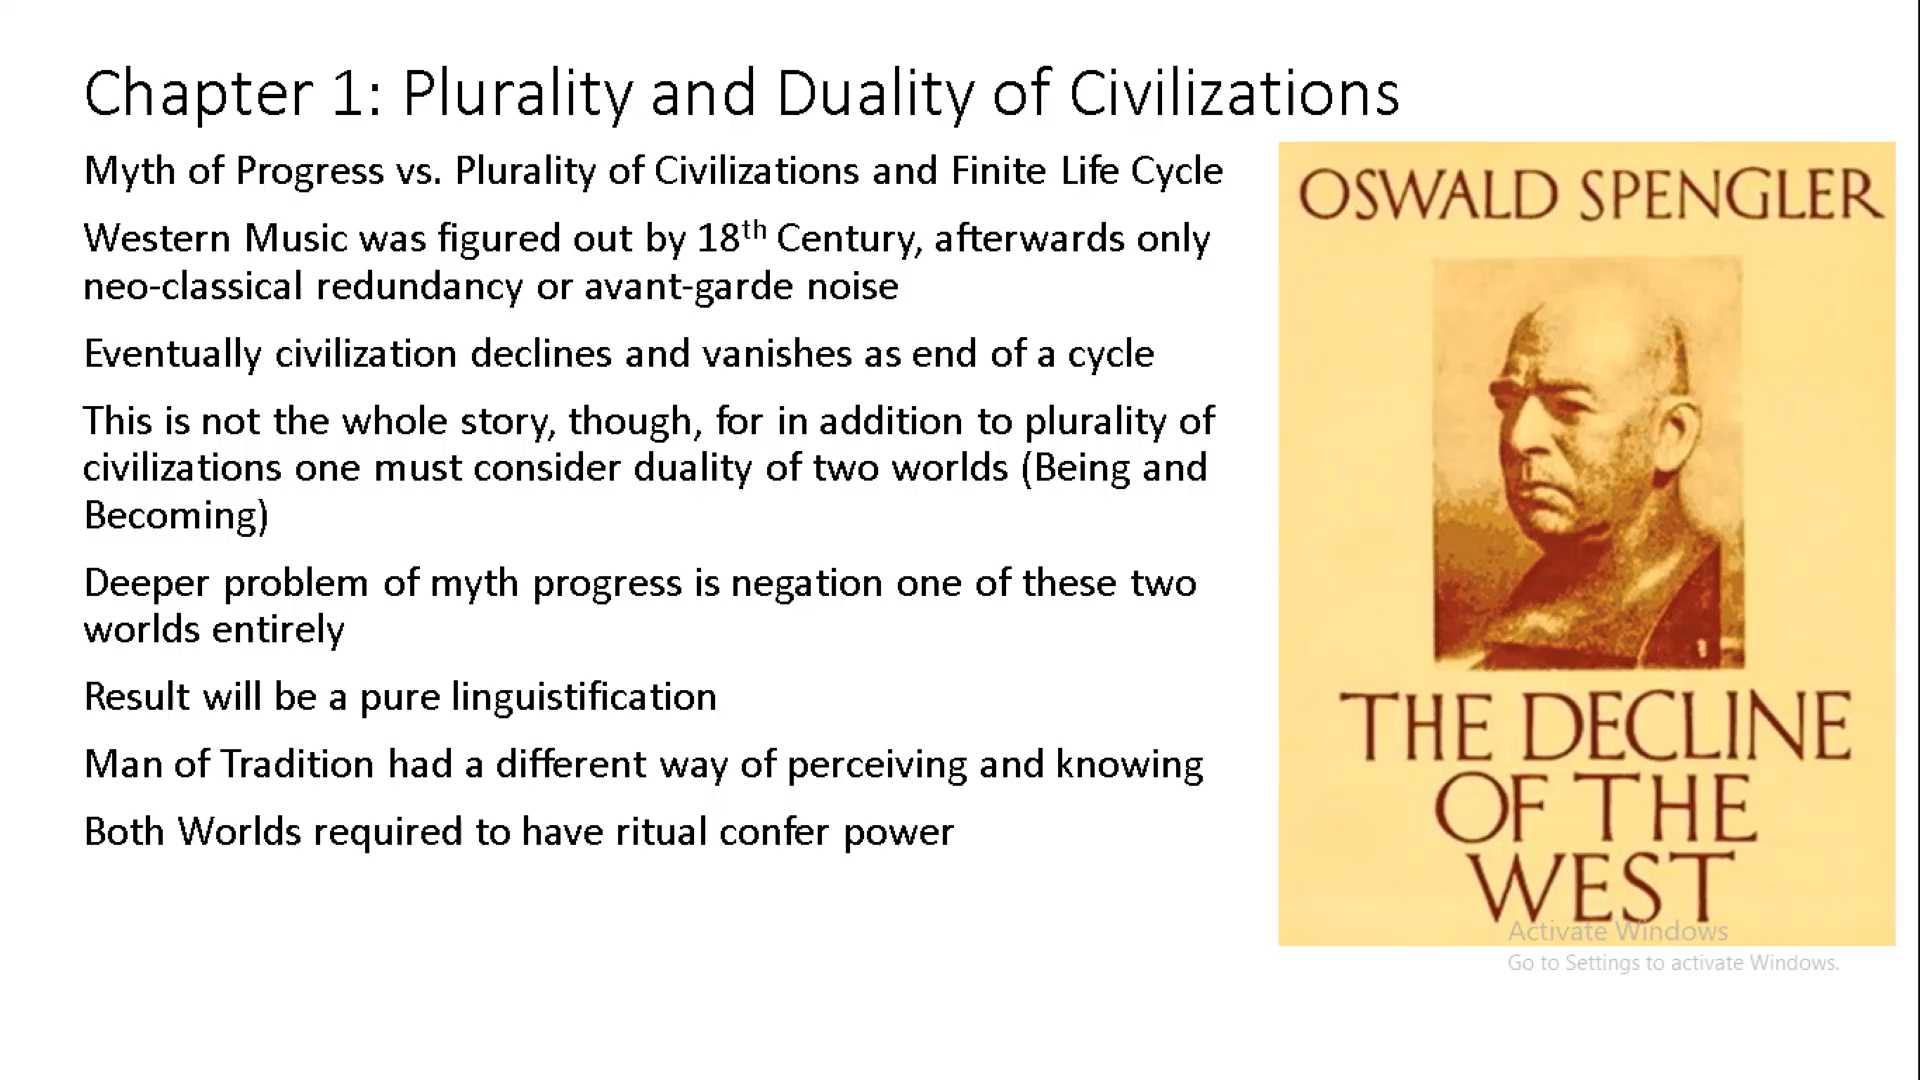 Chapter 1: Plurality and Duality of Civilizations
Myth of Progress vs. Plurality of Civilizations and Finite Life Cycle
Western Music was figured out by 18th Century, afterwards only
neo-classical redundancy or avant-garde noise
Eventually civilization declines and vanishes as end of a cycle
This is not the whole story, though, for in addition to plurality of
civilizations one must consider duality of two worlds (Being and
Becoming)
Deeper problem of myth progress is negation one of these two
worlds entirely
Result will be a pure linguistification
Man of Tradition had a different way of perceiving and knowing
Both Worlds required to have ritual confer power
OSWALD SPENGLER
THE DECLINE
OF THE
WEST
Activate Windows
Go to Settings to activate Windows.